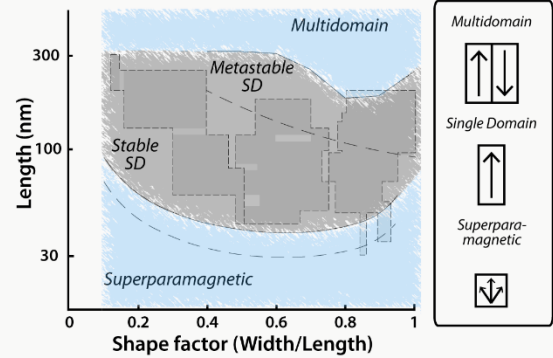 Multidomain
300
Metastable
SD
Length (nm)
100
Stable
SD
30
Superparamagnetic
0
0.2
0.4
0.6
0.8
1
Shape factor (Width/Length)
Multidomain
Single Domain
Superpara-
magnetic